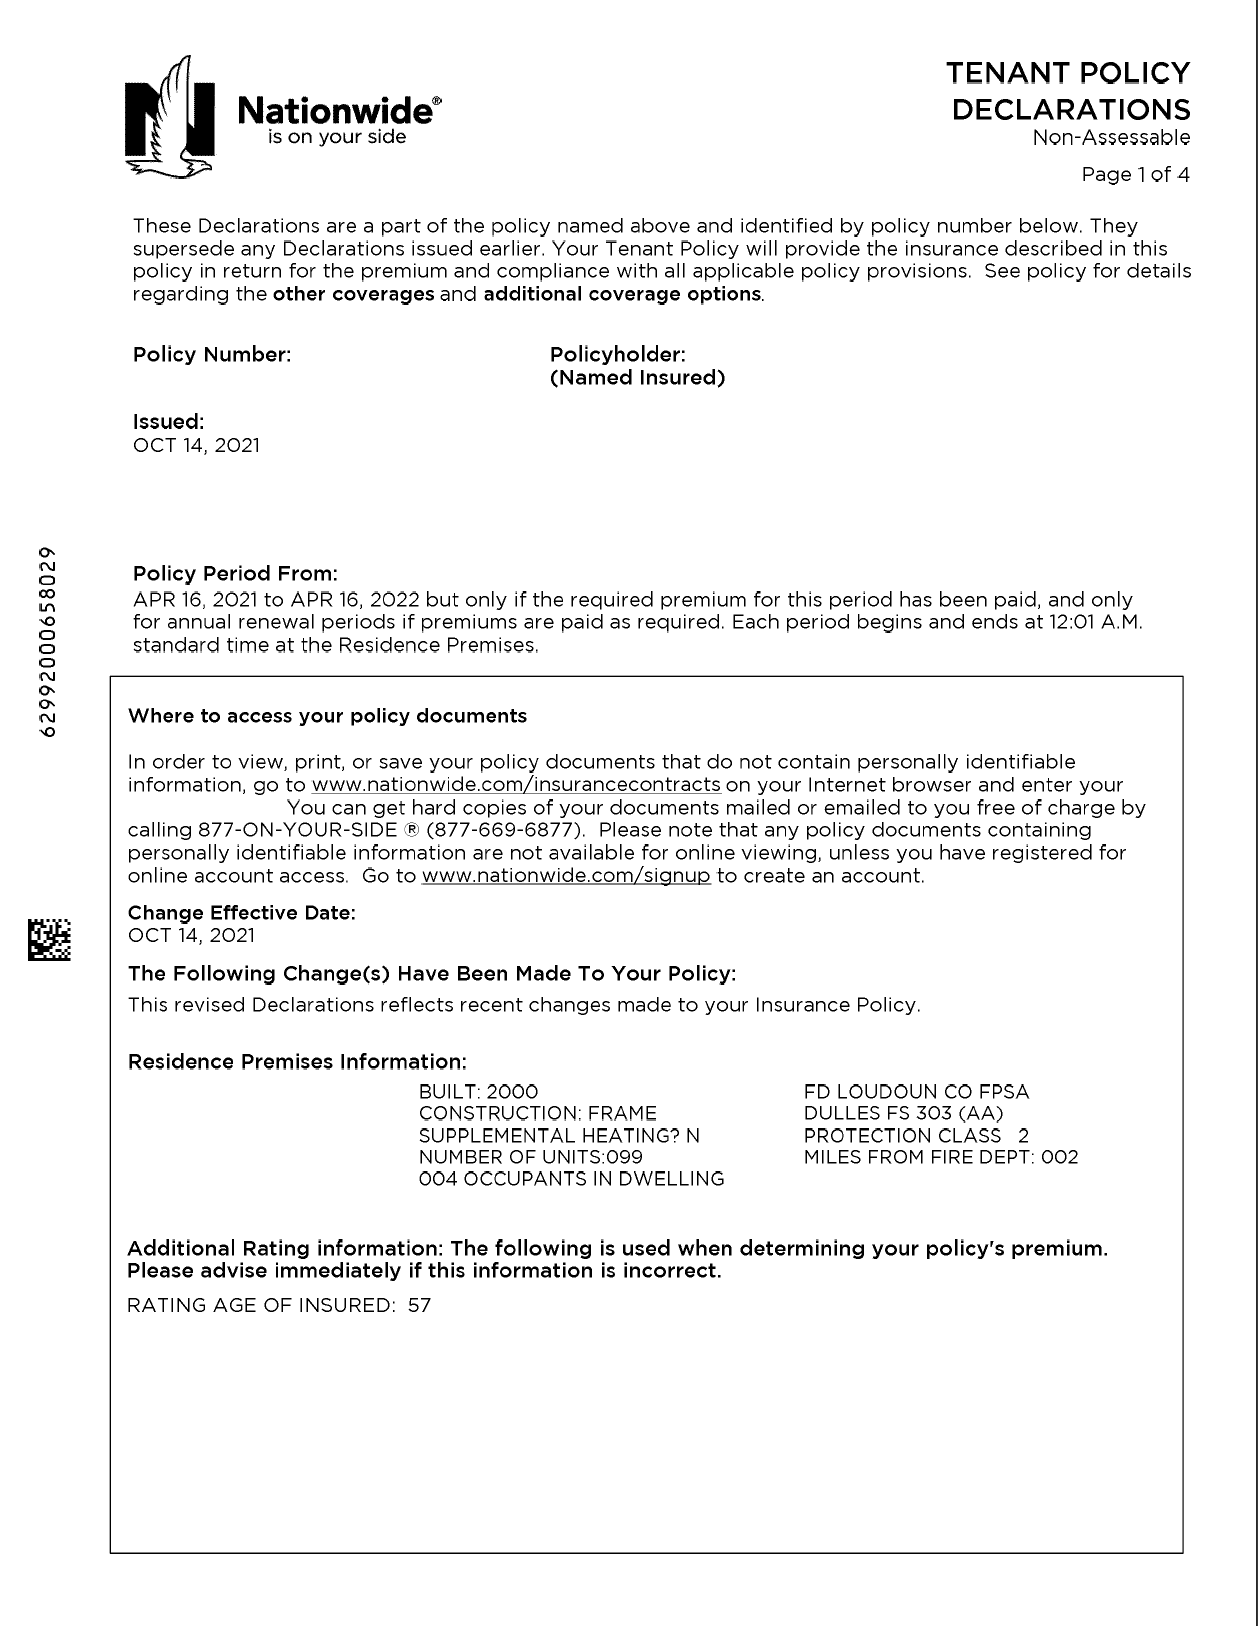 Nationwide®
is on your side
TENANT POLICY
DECLARATIONS
Non-Assessable
Page 1 of 4
These Declarations are a part of the policy named above and identified by policy number below. They
supersede any Declarations issued earlier. Your Tenant Policy will provide the insurance described in this
policy in return for the premium and compliance with all applicable policy provisions. See policy for details
regarding the other coverages and additional coverage options.
Policy Number:
Policyholder:
(Named Insured)
Issued:
OCT 14, 2021
Policy Period From:
APR 16, 2021 to APR 16, 2022 but only if the required premium for this period has been paid, and only
for annual renewal periods if premiums are paid as required. Each period begins and ends at 12:01 A.M.
standard time at the Residence Premises.
62992000658029
Where to access your policy documents
In order to view, print, or save your policy documents that do not contain personally identifiable
information, go to www.nationwide.com/insurancecontracts on your Internet browser and enter your
You can get hard copies of your documents mailed or emailed to you free of charge by
calling 877-ON-YOUR-SIDE ® (877-669-6877). Please note that any policy documents containing
personally identifiable information are not available for online viewing, unless you have registered for
online account access. Go to www.nationwide.com/signup to create an account.
Change Effective Date:
OCT 14, 2021
The Following Change(s) Have Been Made To Your Policy:
This revised Declarations reflects recent changes made to your Insurance Policy.
Residence Premises Information:
BUILT: 2000
CONSTRUCTION: FRAME
SUPPLEMENTAL HEATING? N
NUMBER OF UNITS:099
004 OCCUPANTS IN DWELLING
FD LOUDOUN CO FPSA
DULLES FS 303 (AA)
PROTECTION CLASS 2
MILES FROM FIRE DEPT: 002
Additional Rating information: The following is used when determining your policy's premium.
Please advise immediately if this information is incorrect.
RATING AGE OF INSURED: 57